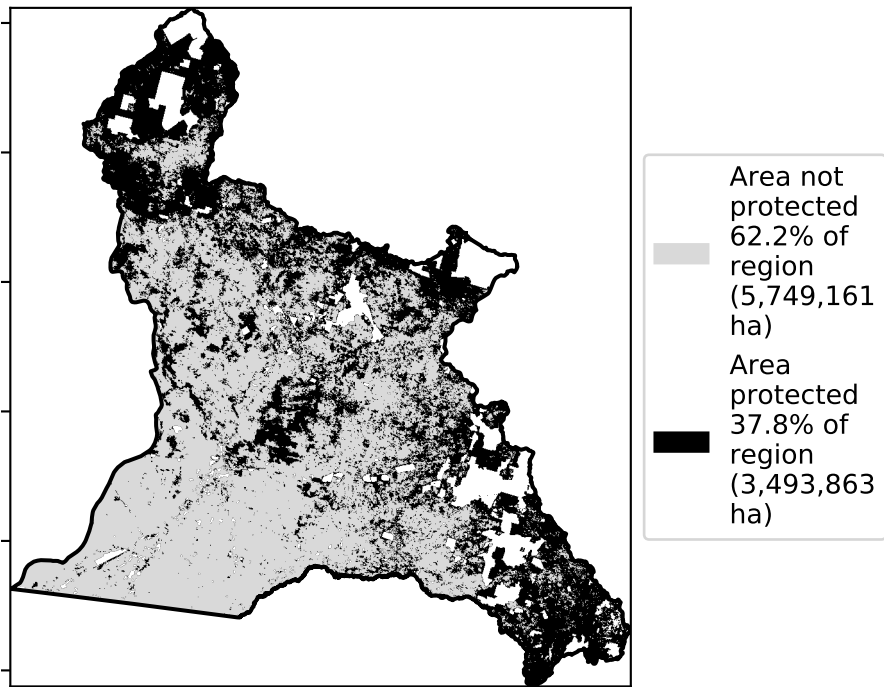 Area not
protected
62.2% of
region
(5,749,161
ha)
Area
protected
37.8% of
region
(3,493,863
ha)